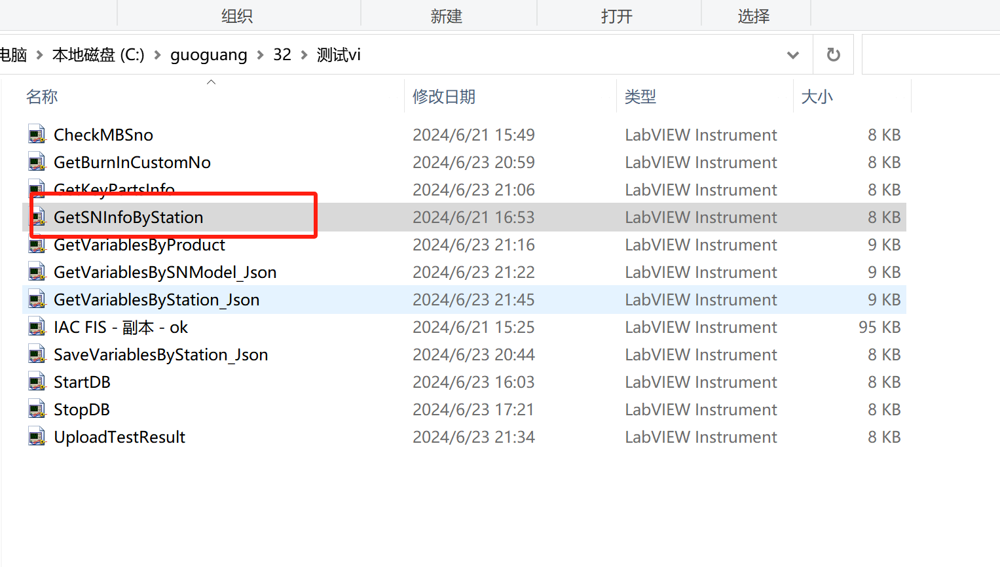 组织 新建 打开 选择
电脑 本地磁盘 (C:) guoguang 32 测试vi
名称 修改日期 类型 大小
CheckMBSno 2024/6/21 15:49 LabVIEW Instrument 8 KB
GetBurnInCustomNo 2024/6/23 20:59 LabVIEW Instrument 8 KB
GetKeyPartsInfo 2024/6/23 21:06 LabVIEW Instrument 8 KB
GetSNInfoByStation 2024/6/21 16:53 LabVIEW Instrument 8 KB
GetVariablesByProduct 2024/6/23 21:16 LabVIEW Instrument 9 KB
GetVariablesBySNModel_Json 2024/6/23 21:22 LabVIEW Instrument 9 KB
GetVariablesByStation_Json 2024/6/23 21:45 LabVIEW Instrument 9 KB
IAC FIS - 副本 - ok 2024/6/21 15:25 LabVIEW Instrument 95 KB
SaveVariablesByStation_Json 2024/6/23 20:44 LabVIEW Instrument 8 KB
StartDB 2024/6/23 16:03 LabVIEW Instrument 8 KB
StopDB 2024/6/23 17:21 LabVIEW Instrument 8 KB
UploadTestResult 2024/6/23 21:34 LabVIEW Instrument 8 KB